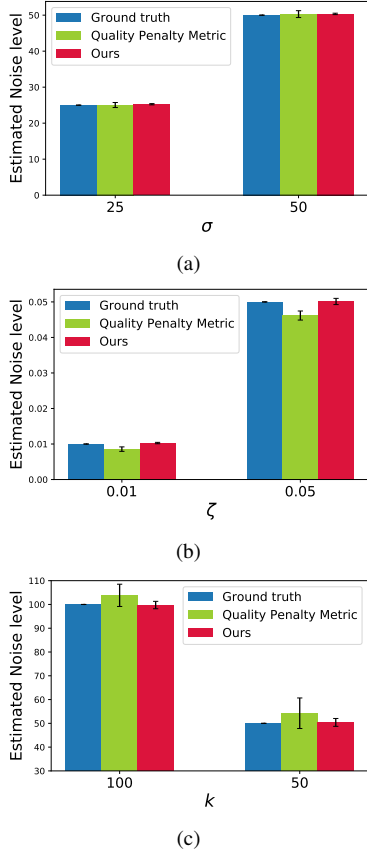 50
40
30
20
10
0
Estimated Noise level
Ground truth
Quality Penalty Metric
Ours
25
50
σ
(a)
0.05
0.04
0.03
0.02
0.01
0.00
Estimated Noise level
Ground truth
Quality Penalty Metric
Ours
0.01
0.05
ζ
(b)
110
100
90
80
70
60
50
40
30
Estimated Noise level
Ground truth
Quality Penalty Metric
Ours
100
50
k
(c)